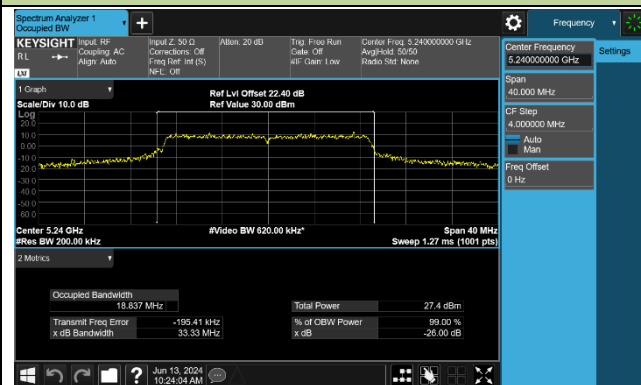 Spectrum Analyzer 1
Occupied BW
Frequency
KEYSIGHT Input: RF
R L
Coupling: AC
Align: Auto
LXI
Input Z: 50 Ω
Corrections: Off
Freq Ref: Int (S)
NFE: Off
Atten: 20 dB
Trig: Free Run
Gate: Off
#IF Gain: Low
Center Freq: 5.240000000 GHz
Avg|Hold: 50/50
Radio Std: None
Center Frequency
5.240000000 GHz
Settings
Span
40.000 MHz
CF Step
4.000000 MHz
Auto
Man
Freq Offset
0 Hz
1 Graph
Scale/Div 10.0 dB
Ref Lvl Offset 22.40 dB
Ref Value 30.00 dBm
Log
20.0
10.0
0.00
-10.0
-20.0
-30.0
-40.0
-50.0
-60.0
Center 5.24 GHz
#Video BW 620.00 kHz*
Span 40 MHz
#Res BW 200.00 kHz
Sweep 1.27 ms (1001 pts)
2 Metrics
Occupied Bandwidth
18.837 MHz
Total Power 27.4 dBm
Transmit Freq Error -195.41 kHz
% of OBW Power 99.00 %
x dB Bandwidth 33.33 MHz
x dB -26.00 dB
?
Jun 13, 2024
10:24:04 AM